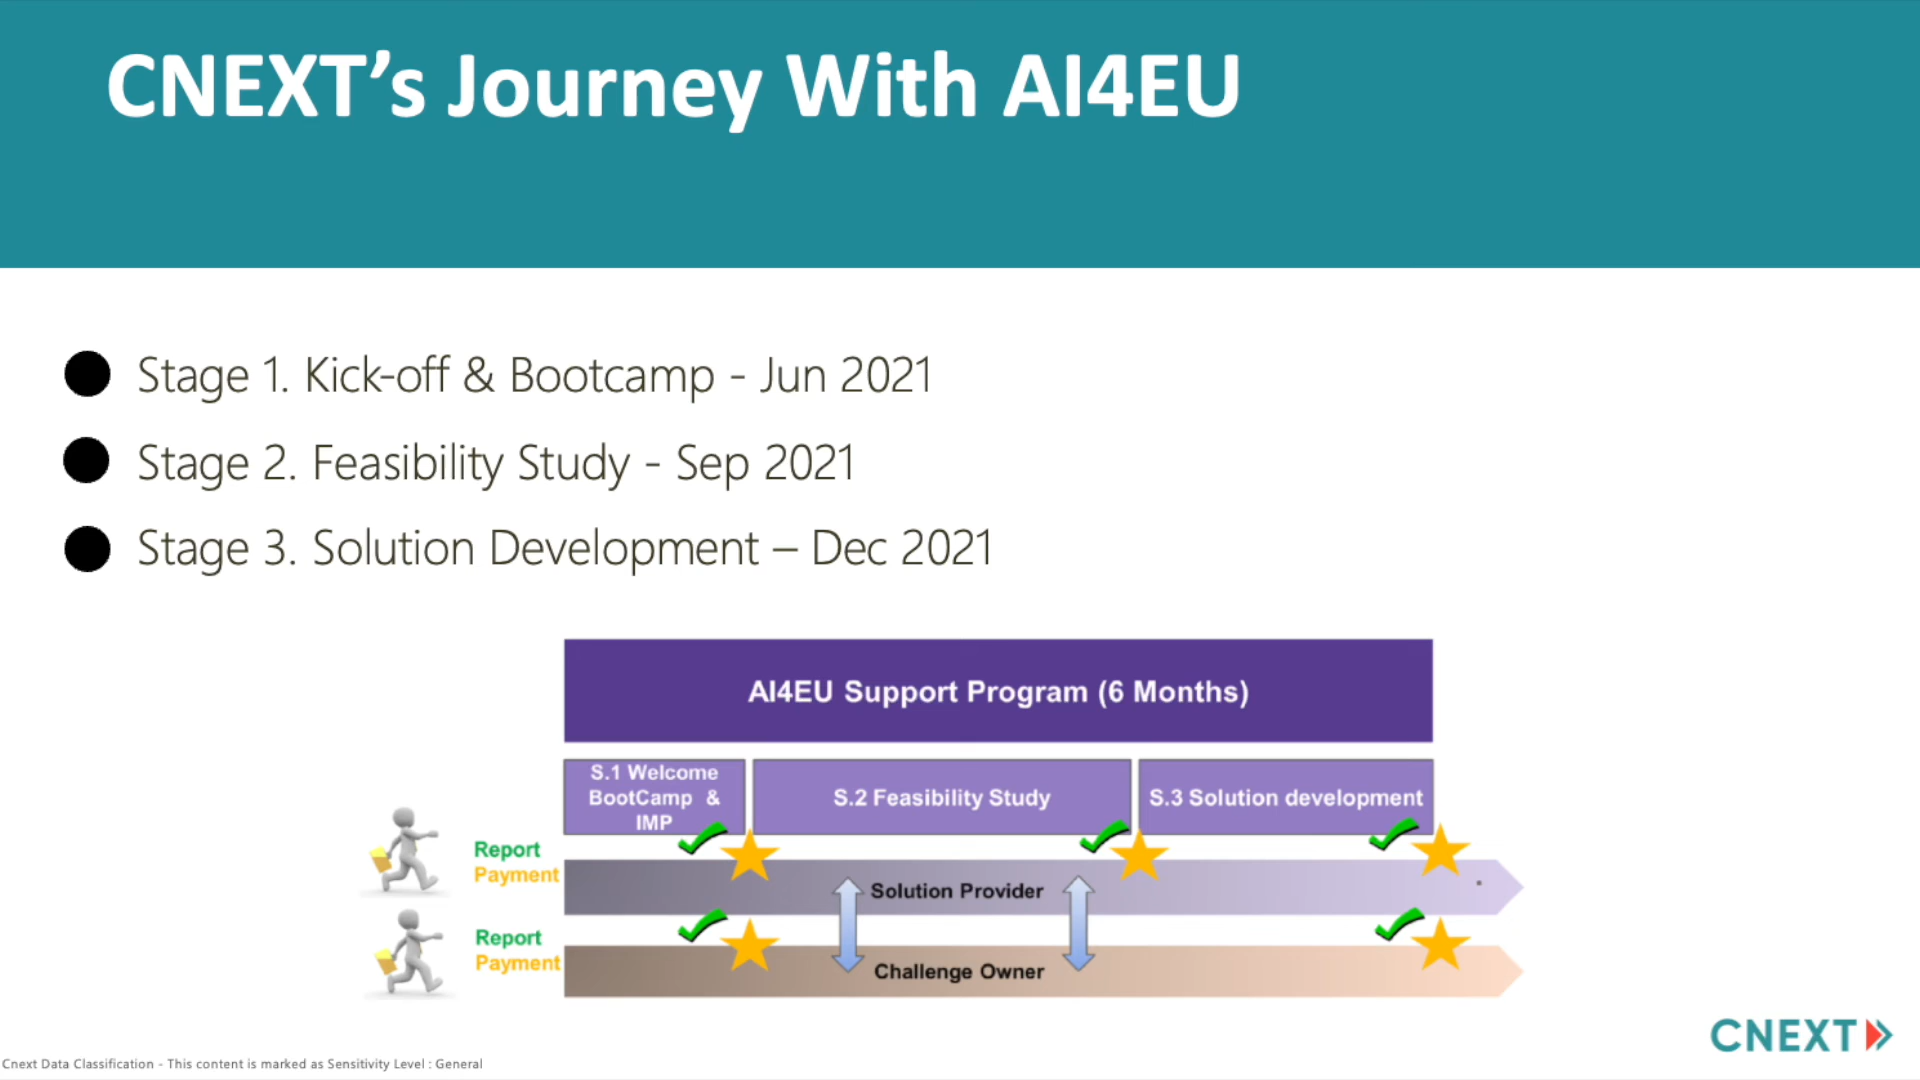 CNEXT’s Journey With AI4EU
Stage 1. Kick-off & Bootcamp - Jun 2021
Stage 2. Feasibility Study - Sep 2021
Stage 3. Solution Development – Dec 2021
AI4EU Support Program (6 Months)
S.1 Welcome
BootCamp &
IMP
S.2 Feasibility Study
S.3 Solution development
Report
Payment
Solution Provider
Report
Payment
Challenge Owner
CNEXT
Cnext Data Classification - This content is marked as Sensitivity Level : General